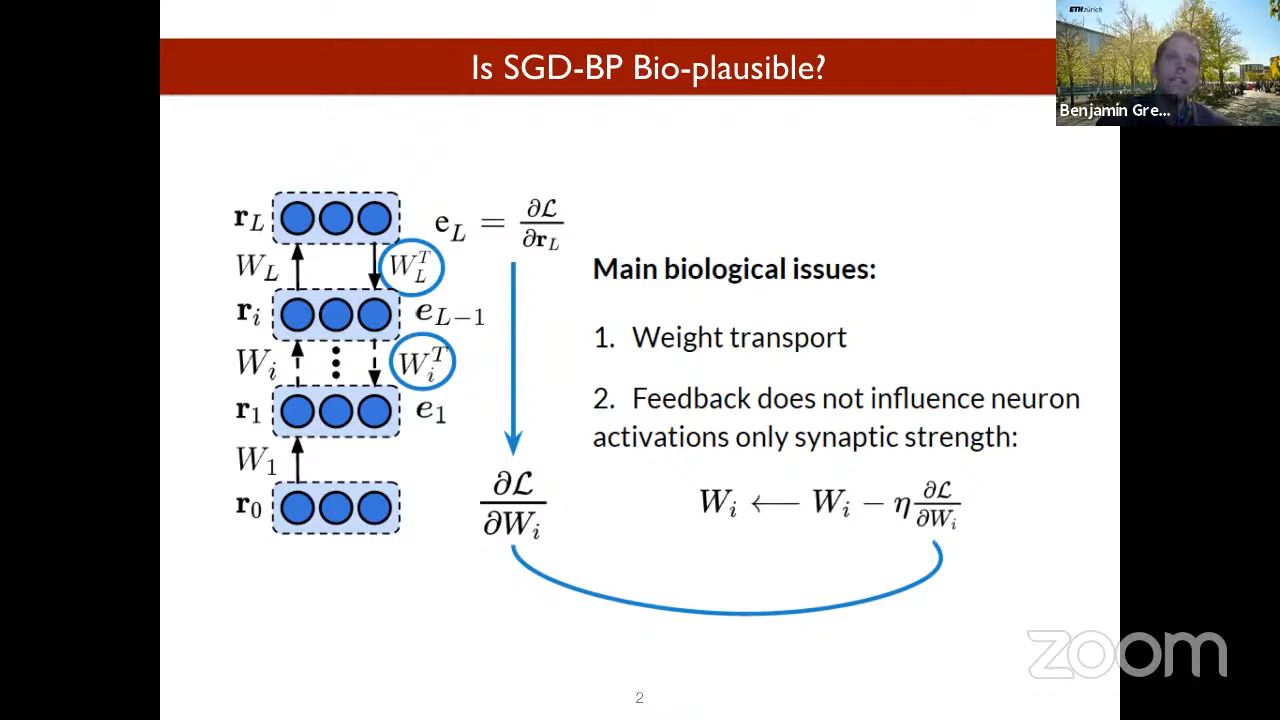 ETH zürich
Benjamin Gre...
Is SGD-BP Bio-plausible?
r_L
e_L = ∂ℒ/∂r_L
W_L
W_L^T
r_i
e_{L−1}
W_i
W_i^T
r_1
e_1
W_1
r_0
∂ℒ/∂W_i
Main biological issues:
1. Weight transport
2. Feedback does not influence neuron
activations only synaptic strength:
W_i ⟵ W_i − η ∂ℒ/∂W_i
zoom
2